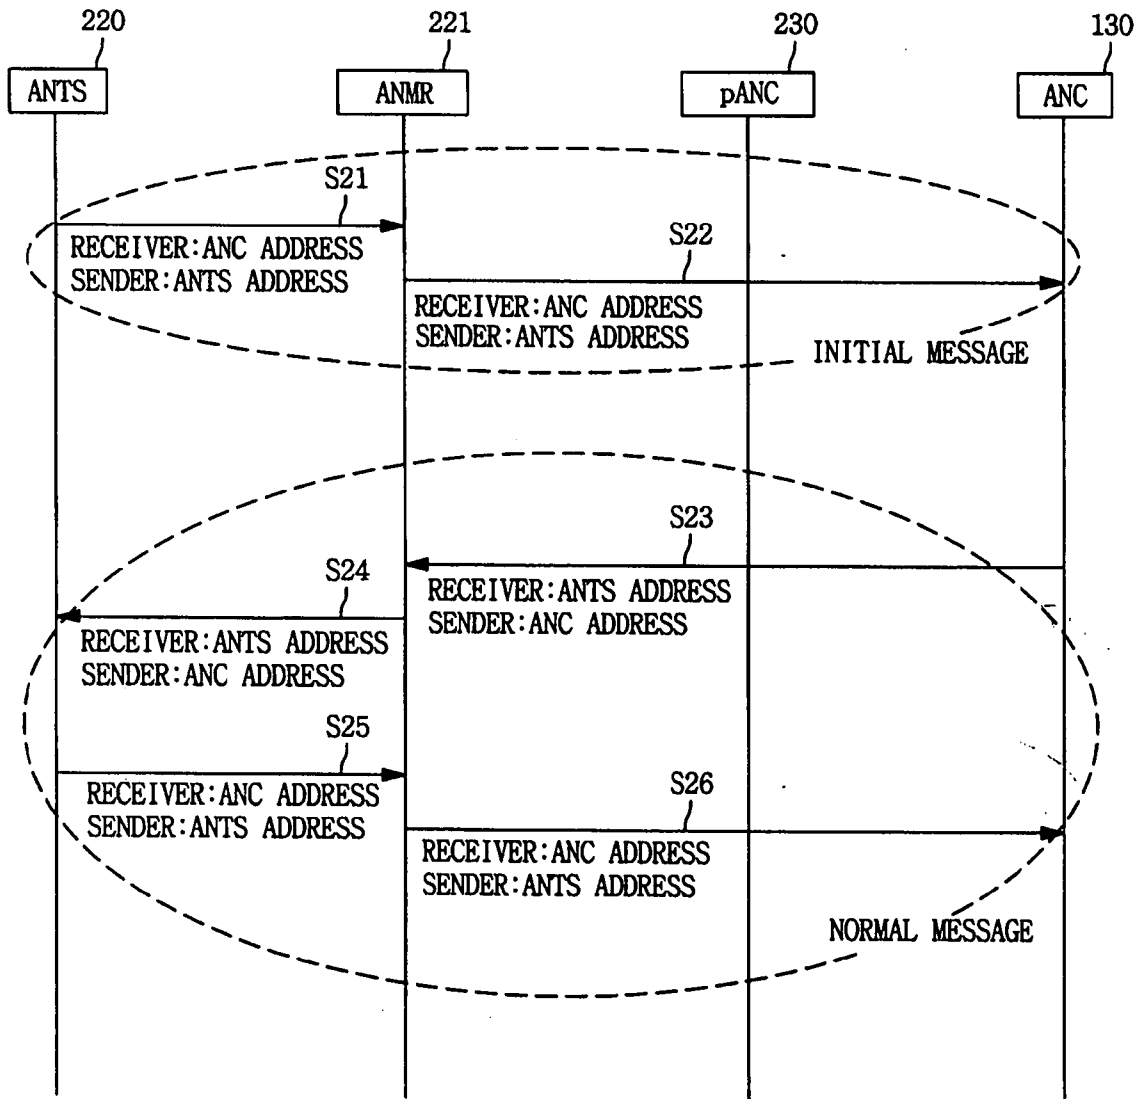 220
221
230
130
ANTS
ANMR
pANC
ANC
S21
RECEIVER:ANC ADDRESS
SENDER:ANTS ADDRESS
S22
RECEIVER:ANC ADDRESS
SENDER:ANTS ADDRESS
INITIAL MESSAGE
S23
RECEIVER:ANTS ADDRESS
SENDER:ANC ADDRESS
S24
RECEIVER:ANTS ADDRESS
SENDER:ANC ADDRESS
S25
RECEIVER:ANC ADDRESS
SENDER:ANTS ADDRESS
S26
RECEIVER:ANC ADDRESS
SENDER:ANTS ADDRESS
NORMAL MESSAGE